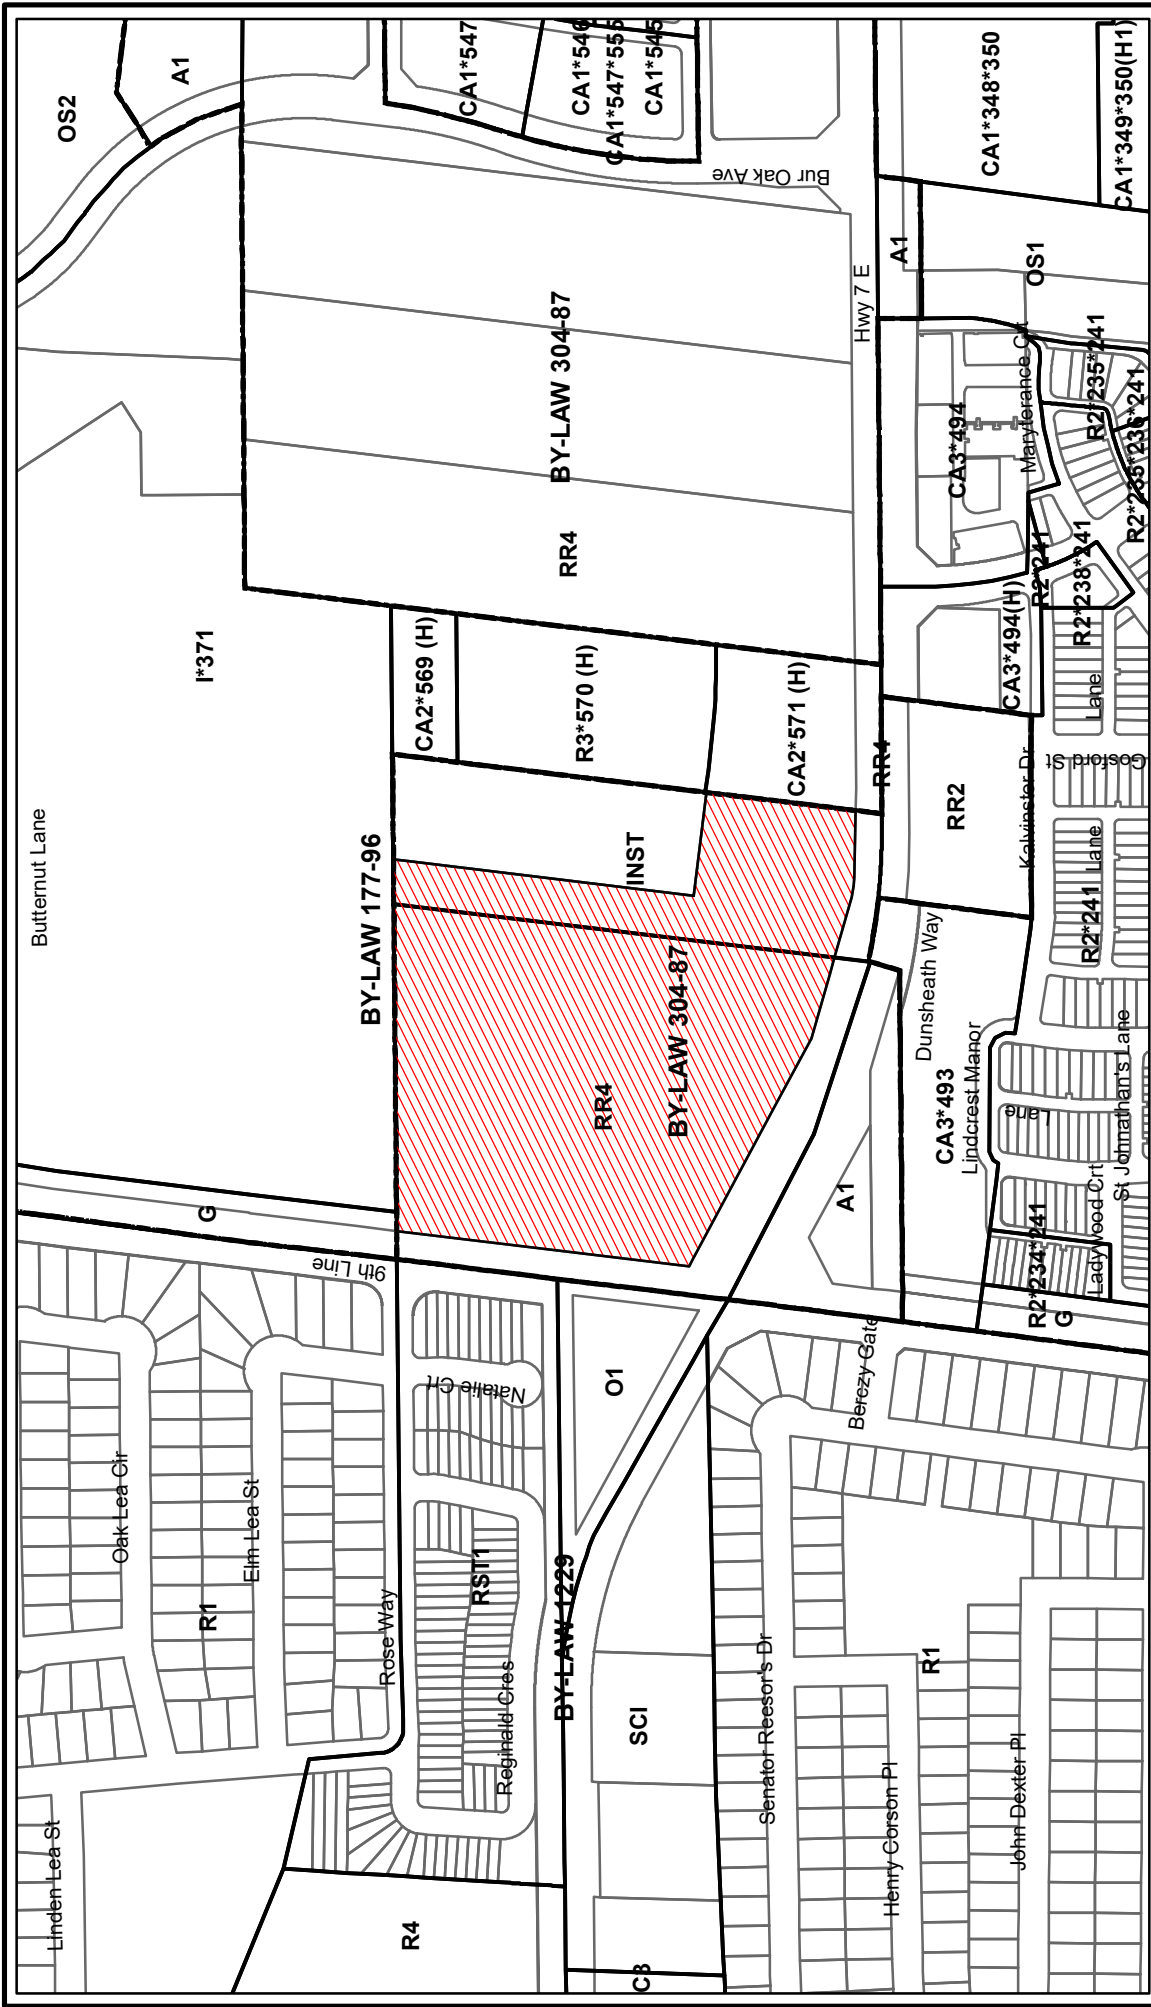 Butternut Lane
OS2
A1
I*371
G
Linden Lea St
Oak Lea Cir
R1
Elm Lea St
9th Line
BY-LAW 177-96
Rose Way
R4
Natalie Crt
RST1
Reginald Cres
BY-LAW 1229
O1
SCI
C3
RR4
BY-LAW 304-87
INST
CA2*569 (H)
R3*570 (H)
CA2*571 (H)
RR4
BY-LAW 304-87
CA1*547
CA1*546
CA1*547*555
CA1*545
Bur Oak Ave
Hwy 7 E
RR4
A1
A1
CA1*348*350
CA1*349*350(H1)
OS1
CA3*494
Maryterance Crt
R2*235*241
R2*235*236*241
R2*241
R2*238*241
CA3*494(H)
Lane
Gosford St
Kalvinster Dr
RR2
R2*241
Lane
Dunsheath Way
CA3*493
Lindcrest Manor
Lane
St Johnathan's Lane
Ladywood Crt
R2*234*241
G
Berczy Gate
Senator Reesor's Dr
R1
Henry Corson Pl
John Dexter Pl